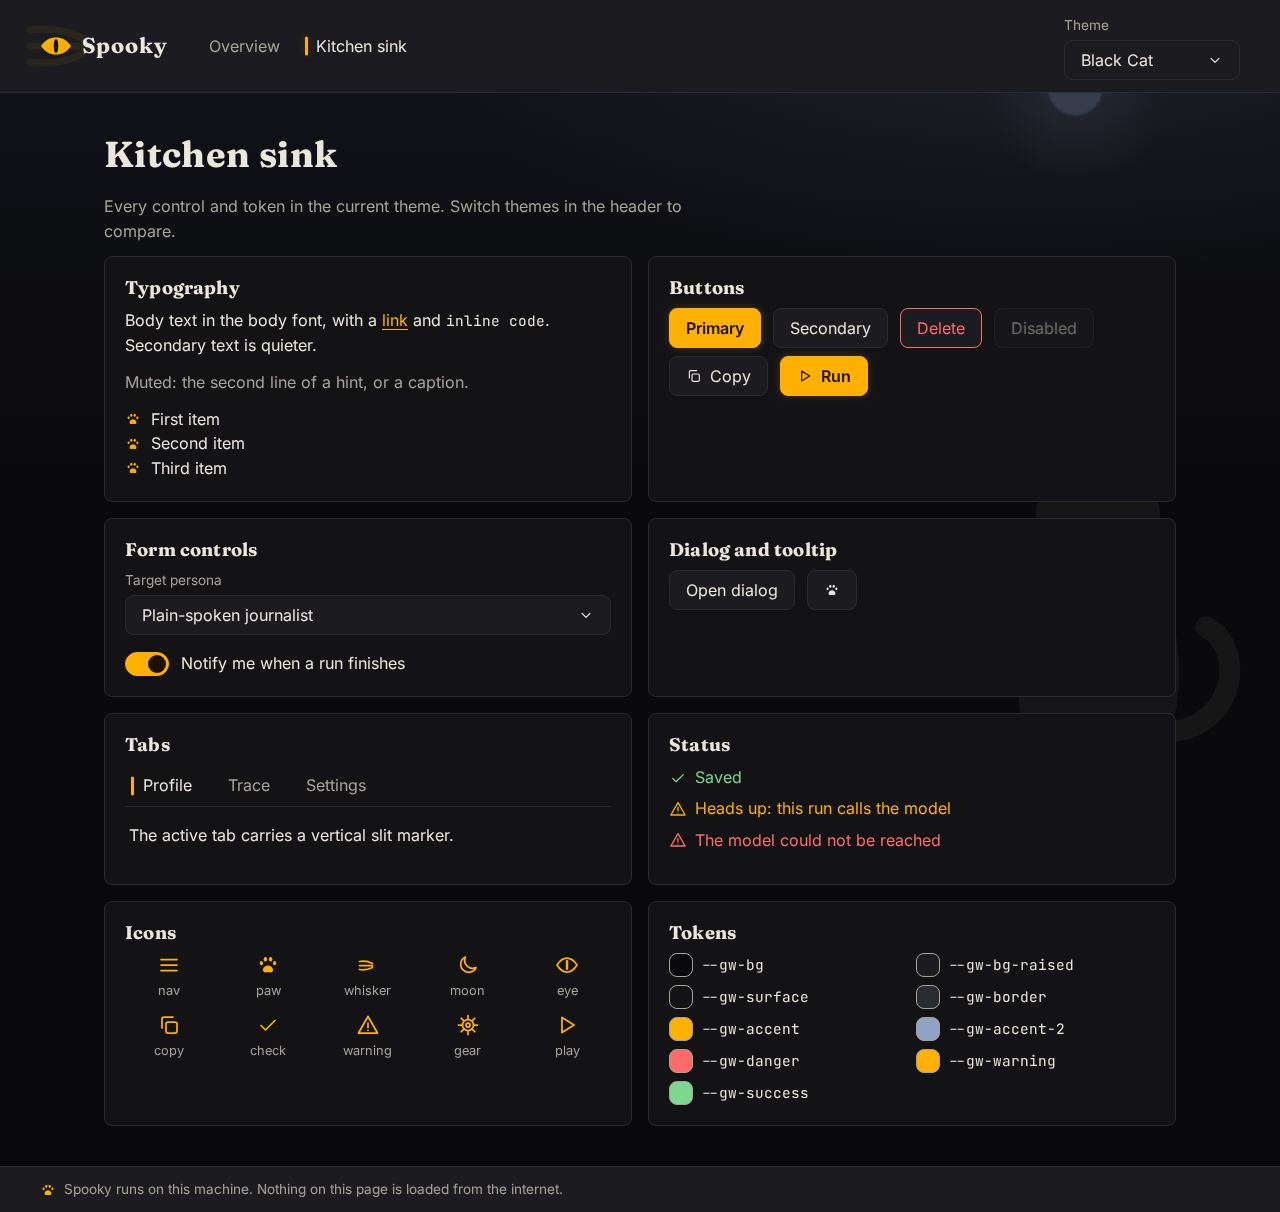 Spooky
Overview
Kitchen sink
Theme
Black Cat
Kitchen sink
Every control and token in the current theme. Switch themes in the header to
compare.
Typography
Body text in the body font, with a link and inline code.
Secondary text is quieter.
Muted: the second line of a hint, or a caption.
First item
Second item
Third item
Buttons
Primary
Secondary
Delete
Disabled
Copy
Run
Form controls
Target persona
Plain-spoken journalist
Notify me when a run finishes
Dialog and tooltip
Open dialog
Tabs
Profile
Trace
Settings
The active tab carries a vertical slit marker.
Status
Saved
Heads up: this run calls the model
The model could not be reached
Icons
nav
paw
whisker
moon
eye
copy
check
warning
gear
play
Tokens
--gw-bg
--gw-bg-raised
--gw-surface
--gw-border
--gw-accent
--gw-accent-2
--gw-danger
--gw-warning
--gw-success
Spooky runs on this machine. Nothing on this page is loaded from the internet.